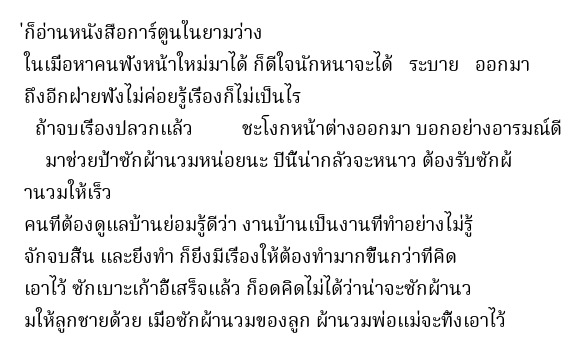 ่ก็อ่านหนังสือการ์ตูนในยามว่าง
ในเมื่อหาคนฟังหน้าใหม่มาได้ ก็ดีใจนักหนาจะได้ ระบาย ออกมา
ถึงอีกฝ่ายฟังไม่ค่อยรู้เรื่องก็ไม่เป็นไร
ถ้าจบเรื่องปลวกแล้ว ชะโงกหน้าต่างออกมา บอกอย่างอารมณ์ดี
มาช่วยป้าซักผ้านวมหน่อยนะ ปีนี้น่ากลัวจะหนาว ต้องรับซักผ้
านวมให้เร็ว
คนที่ต้องดูแลบ้านย่อมรู้ดีว่า งานบ้านเป็นงานที่ทำอย่างไม่รู้
จักจบสิ้น และยิ่งทำ ก็ยิ่งมีเรื่องให้ต้องทำมากขึ้นกว่าที่คิด
เอาไว้ ซักเบาะเก้าอี้เสร็จแล้ว ก็อดคิดไม่ได้ว่าน่าจะซักผ้านว
มให้ลูกชายด้วย เมื่อซักผ้านวมของลูก ผ้านวมพ่อแม่จะทิ้งเอาไว้